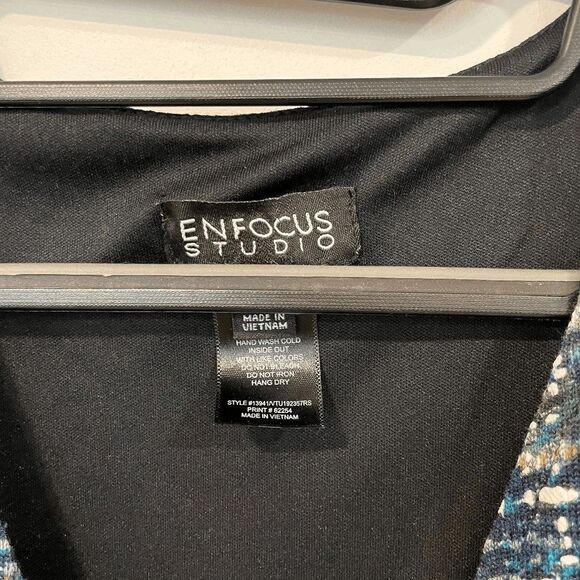 ENFOCUS
STUDIO
MADE IN
VIETNAM
HAND WASH COLD
INSIDE OUT
WITH LIKE COLORS
DO NOT BLEACH
DO NOT IRON
HANG DRY
STYLE #13941/VTU192357RS
PRINT # 62254
MADE IN VIETNAM